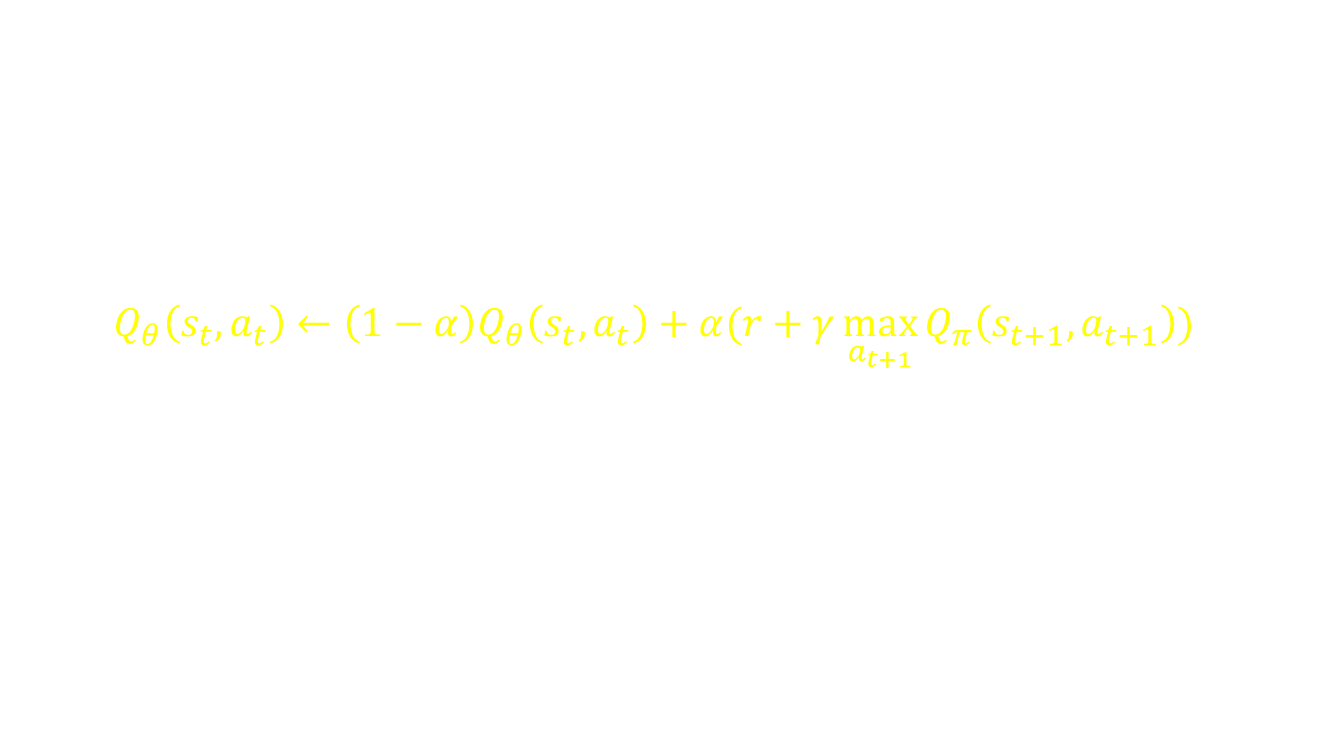 Q_θ(s_t, a_t) ← (1 − α)Q_θ(s_t, a_t) + α(r + γ max_{a_{t+1}} Q_π(s_{t+1}, a_{t+1}))